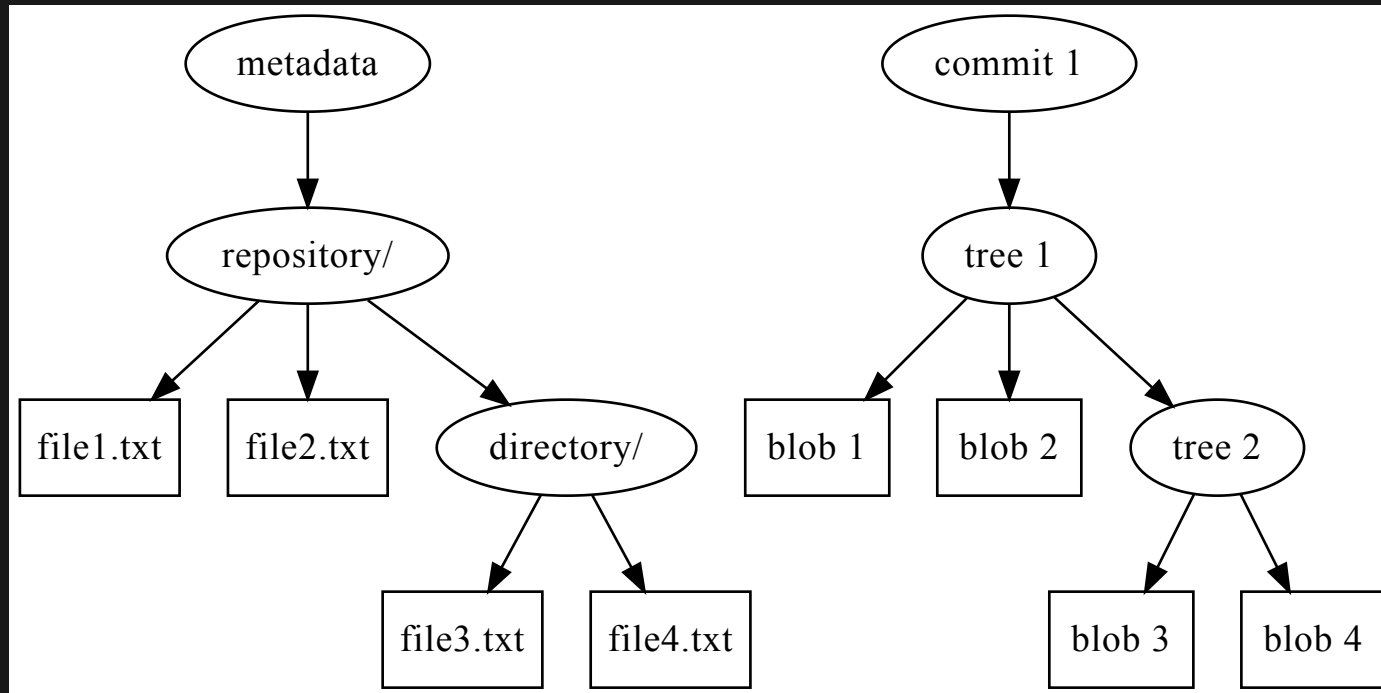 metadata
repository/
file1.txt
file2.txt
directory/
file3.txt
file4.txt
commit 1
tree 1
blob 1
blob 2
tree 2
blob 3
blob 4